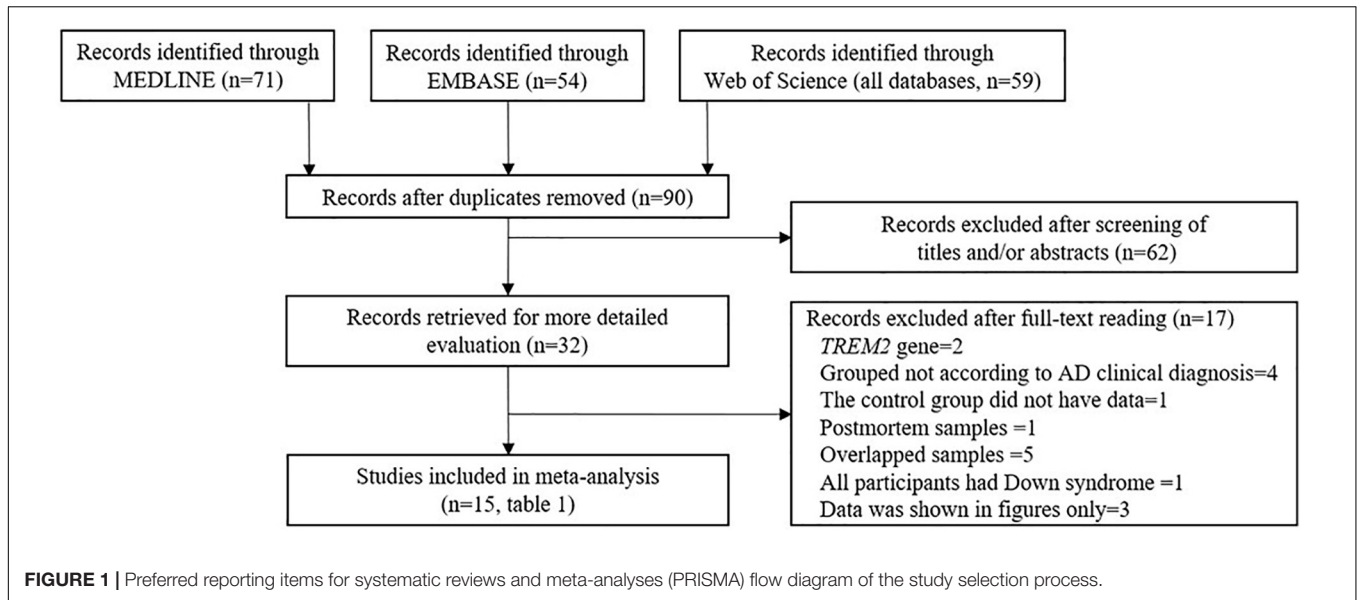 Records identified through
MEDLINE (n=71)
Records identified through
EMBASE (n=54)
Records identified through
Web of Science (all databases, n=59)
Records after duplicates removed (n=90)
Records excluded after screening of
titles and/or abstracts (n=62)
Records retrieved for more detailed
evaluation (n=32)
Records excluded after full-text reading (n=17)
TREM2 gene=2
Grouped not according to AD clinical diagnosis=4
The control group did not have data=1
Postmortem samples =1
Overlapped samples =5
All participants had Down syndrome =1
Data was shown in figures only=3
Studies included in meta-analysis
(n=15, table 1)
FIGURE 1 | Preferred reporting items for systematic reviews and meta-analyses (PRISMA) flow diagram of the study selection process.